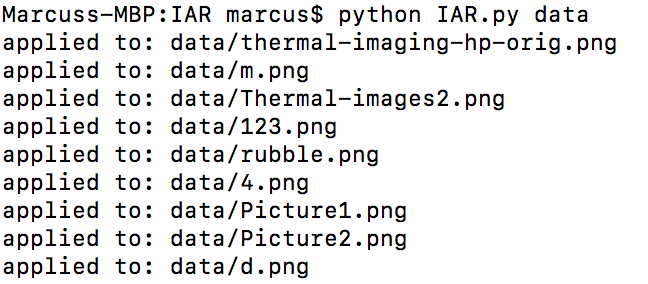 Marcuss-MBP:IAR marcus$ python IAR.py data
applied to: data/thermal-imaging-hp-orig.png
applied to: data/m.png
applied to: data/Thermal-images2.png
applied to: data/123.png
applied to: data/rubble.png
applied to: data/4.png
applied to: data/Picture1.png
applied to: data/Picture2.png
applied to: data/d.png